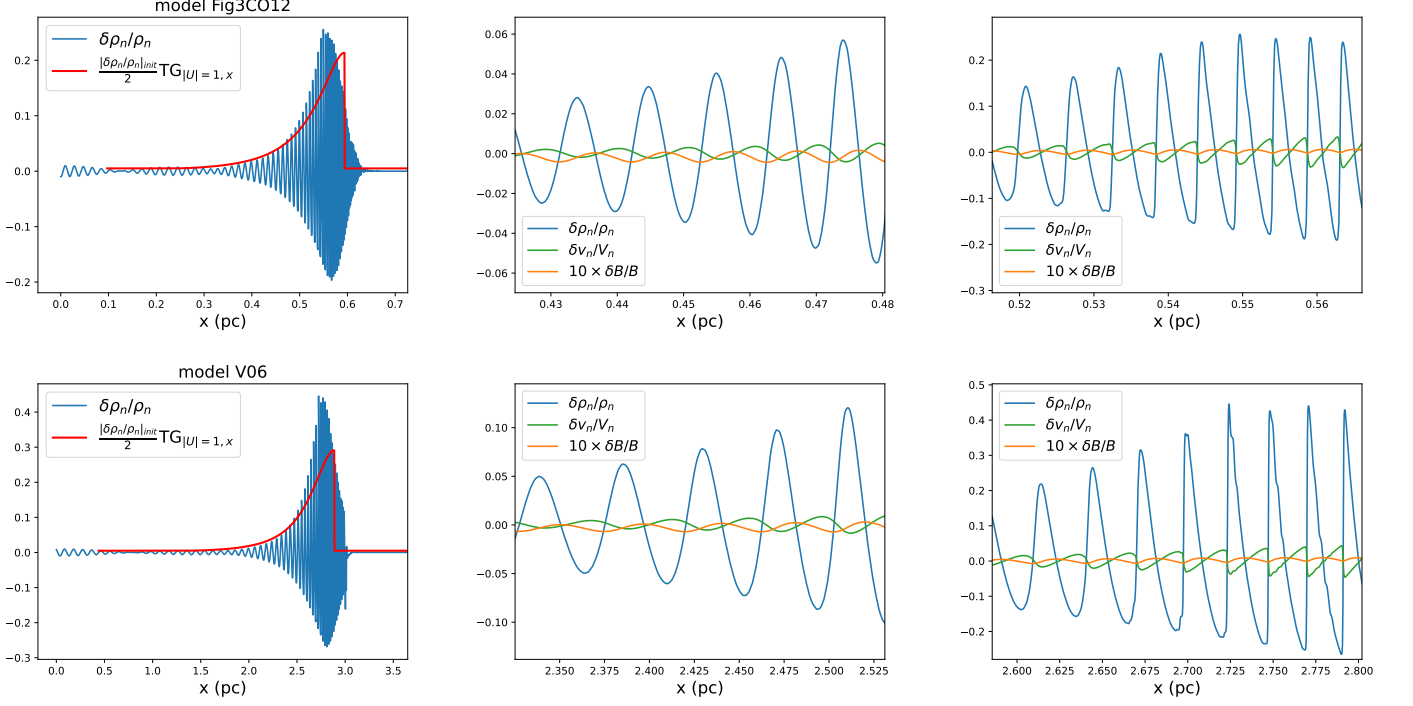 model Fig3CO12
δρₙ/ρₙ
|δρₙ/ρₙ|ᵢₙᵢₜ/2 TG|U|=1,x
0.2
0.1
0.0
−0.1
−0.2
0.0 0.1 0.2 0.3 0.4 0.5 0.6 0.7
x (pc)
0.06
0.04
0.02
0.00
−0.02
−0.04
−0.06
δρₙ/ρₙ
δvₙ/Vₙ
10 × δB/B
0.43 0.44 0.45 0.46 0.47 0.48
x (pc)
0.2
0.1
0.0
−0.1
−0.2
−0.3
δρₙ/ρₙ
δvₙ/Vₙ
10 × δB/B
0.52 0.53 0.54 0.55 0.56
x (pc)
model V06
δρₙ/ρₙ
|δρₙ/ρₙ|ᵢₙᵢₜ/2 TG|U|=1,x
0.4
0.3
0.2
0.1
0.0
−0.1
−0.2
−0.3
0.0 0.5 1.0 1.5 2.0 2.5 3.0 3.5
x (pc)
δρₙ/ρₙ
δvₙ/Vₙ
10 × δB/B
0.10
0.05
0.00
−0.05
−0.10
2.350 2.375 2.400 2.425 2.450 2.475 2.500 2.525
x (pc)
δρₙ/ρₙ
δvₙ/Vₙ
10 × δB/B
0.5
0.4
0.3
0.2
0.1
0.0
−0.1
−0.2
2.600 2.625 2.650 2.675 2.700 2.725 2.750 2.775 2.800
x (pc)